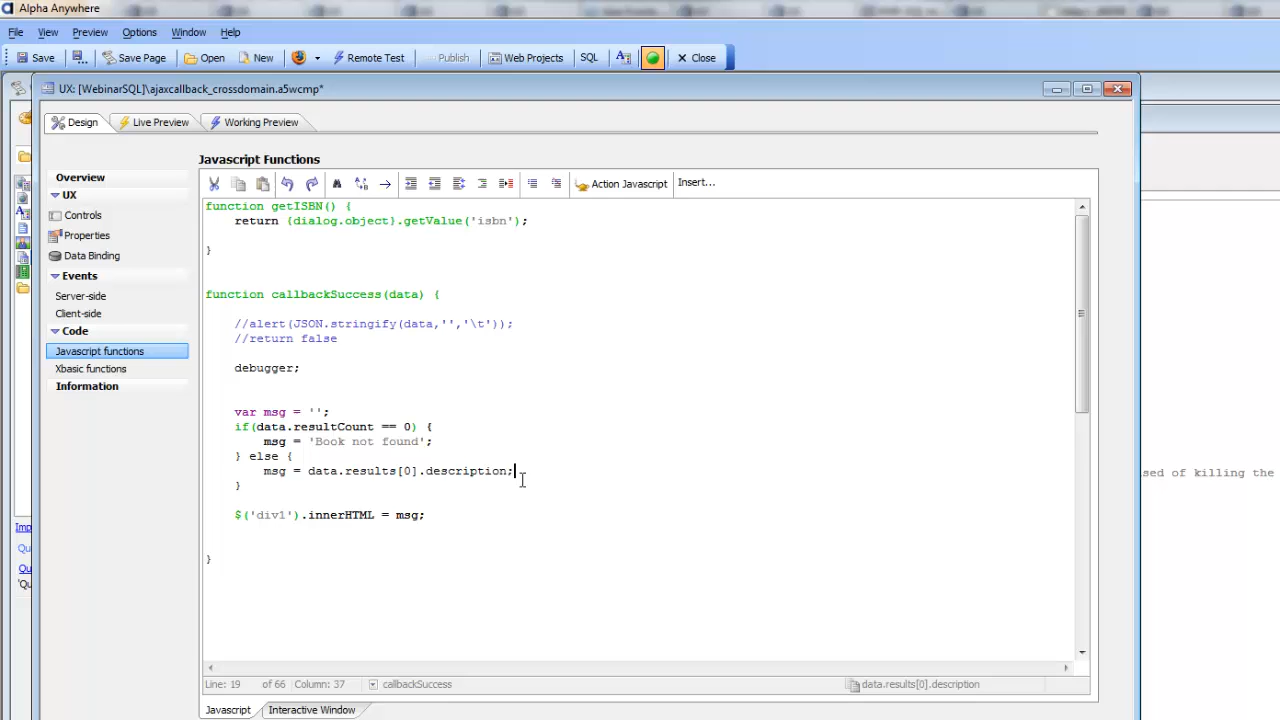 Alpha Anywhere
File View Preview Options Window Help
Save Save Page Open New Remote Test Publish Web Projects SQL Close
UX: [WebinarSQL]\ajaxcallback_crossdomain.a5wcmp*
Design Live Preview Working Preview
Overview
UX
Controls
Properties
Data Binding
Events
Server-side
Client-side
Code
Javascript functions
Xbasic functions
Information
Javascript Functions
Action Javascript Insert...
function getISBN() {
return {dialog.object}.getValue('isbn');
}
function callbackSuccess(data) {
//alert(JSON.stringify(data,'','\t'));
//return false
debugger;
var msg = '';
if(data.resultCount == 0) {
msg = 'Book not found';
} else {
msg = data.results[0].description;
}
$('div1').innerHTML = msg;
}
sed of killing the
Imp
Qu
Qu
'Qu
Line: 19 of 66 Column: 37 callbackSuccess data.results[0].description
Javascript Interactive Window